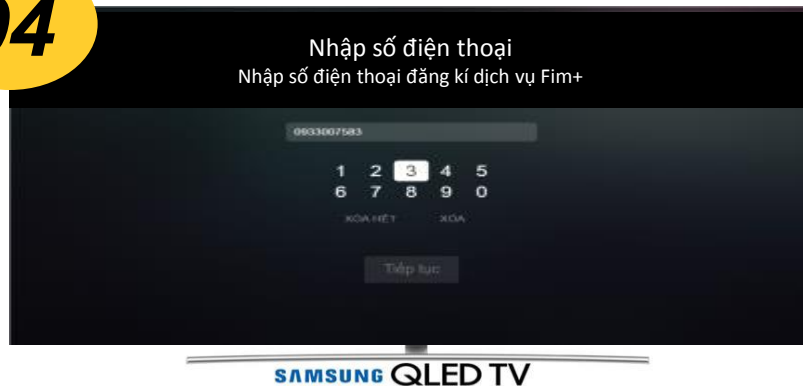 04
Nhập số điện thoại
Nhập số điện thoại đăng kí dịch vụ Fim+
0933007583
1 2 3 4 5
6 7 8 9 0
XÓA HẾT XÓA
Tiếp tục
SAMSUNG QLED TV